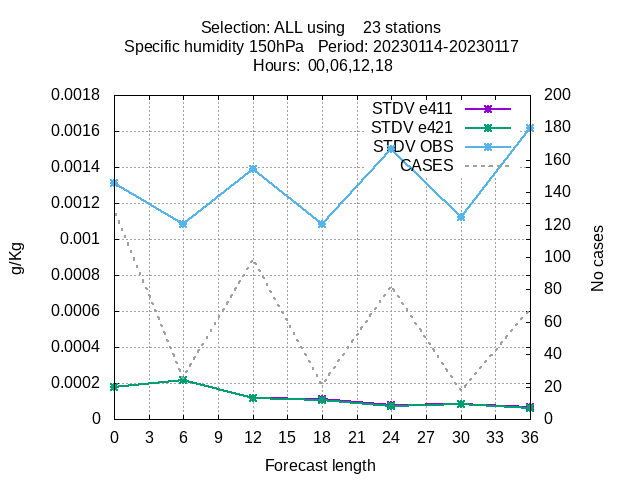 Selection: ALL using    23 stations
Specific humidity 150hPa   Period: 20230114-20230117
Hours:  00,06,12,18
STDV e411
STDV e421
STDV OBS
CASES
0.0018
0.0016
0.0014
0.0012
0.001
0.0008
0.0006
0.0004
0.0002
0
200
180
160
140
120
100
80
60
40
20
0
g/Kg
No cases
0 3 6 9 12 15 18 21 24 27 30 33 36
Forecast length